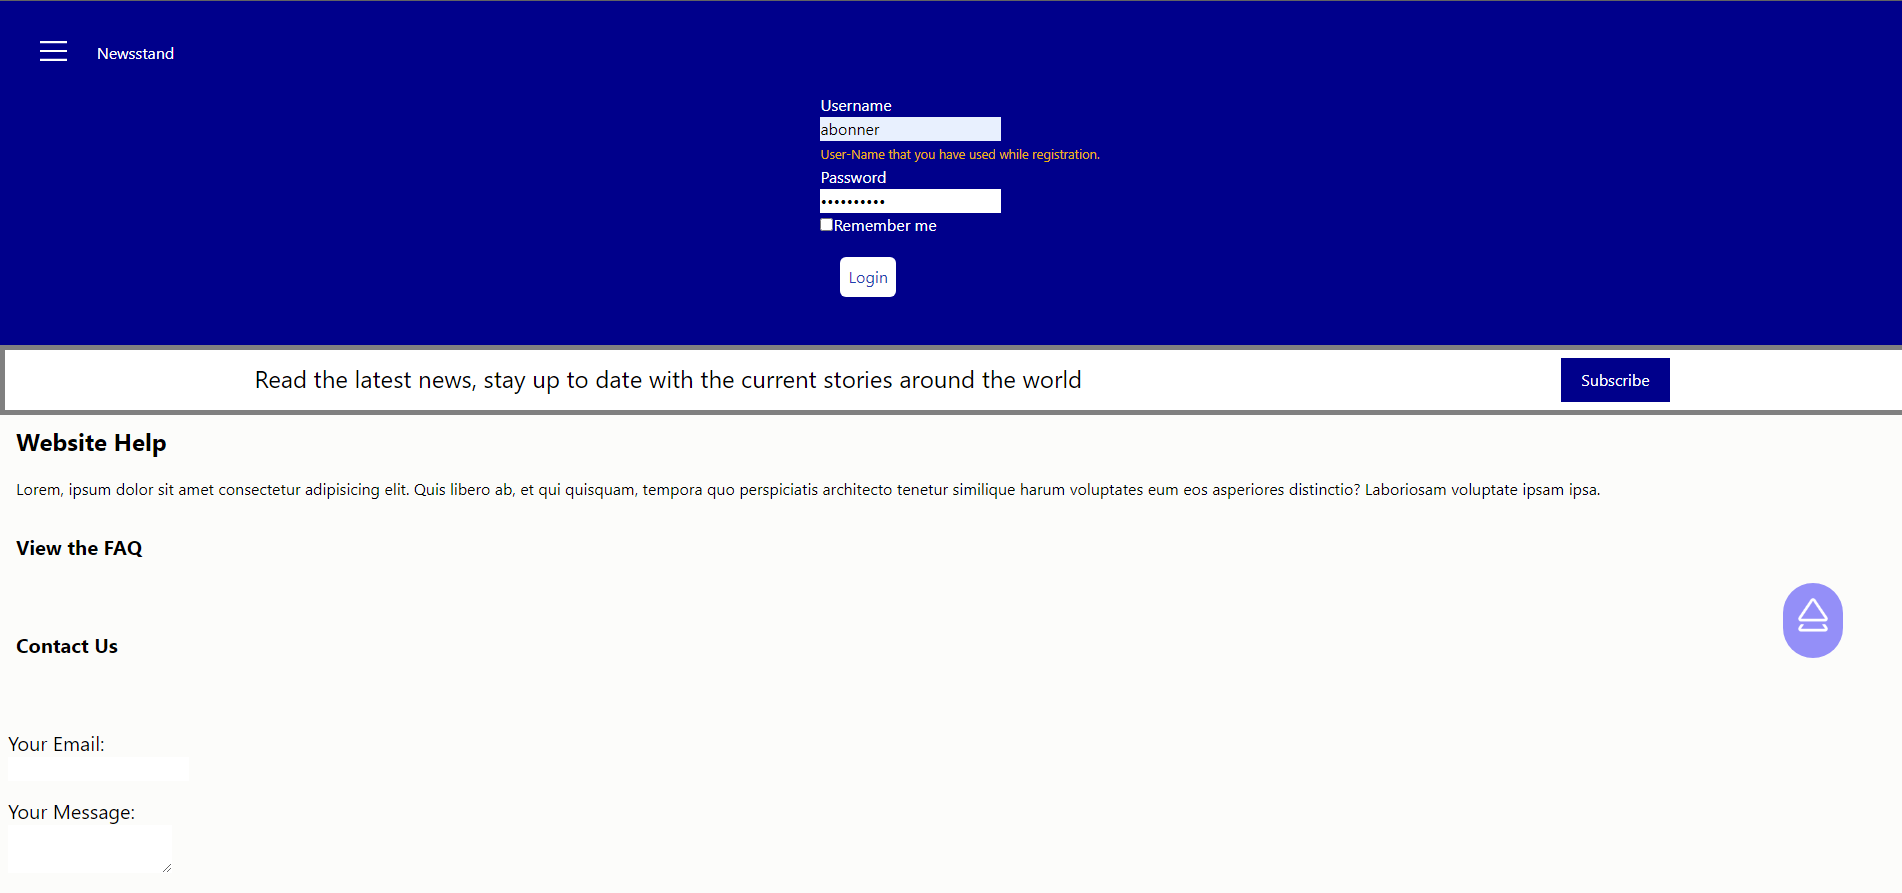 Newsstand
Username
abonner
User-Name that you have used while registration.
Password
••••••••••
Remember me
Login
Read the latest news, stay up to date with the current stories around the world
Subscribe
Website Help
Lorem, ipsum dolor sit amet consectetur adipisicing elit. Quis libero ab, et qui quisquam, tempora quo perspiciatis architecto tenetur similique harum voluptates eum eos asperiores distinctio? Laboriosam voluptate ipsam ipsa.
View the FAQ
Contact Us
Your Email:
Your Message: